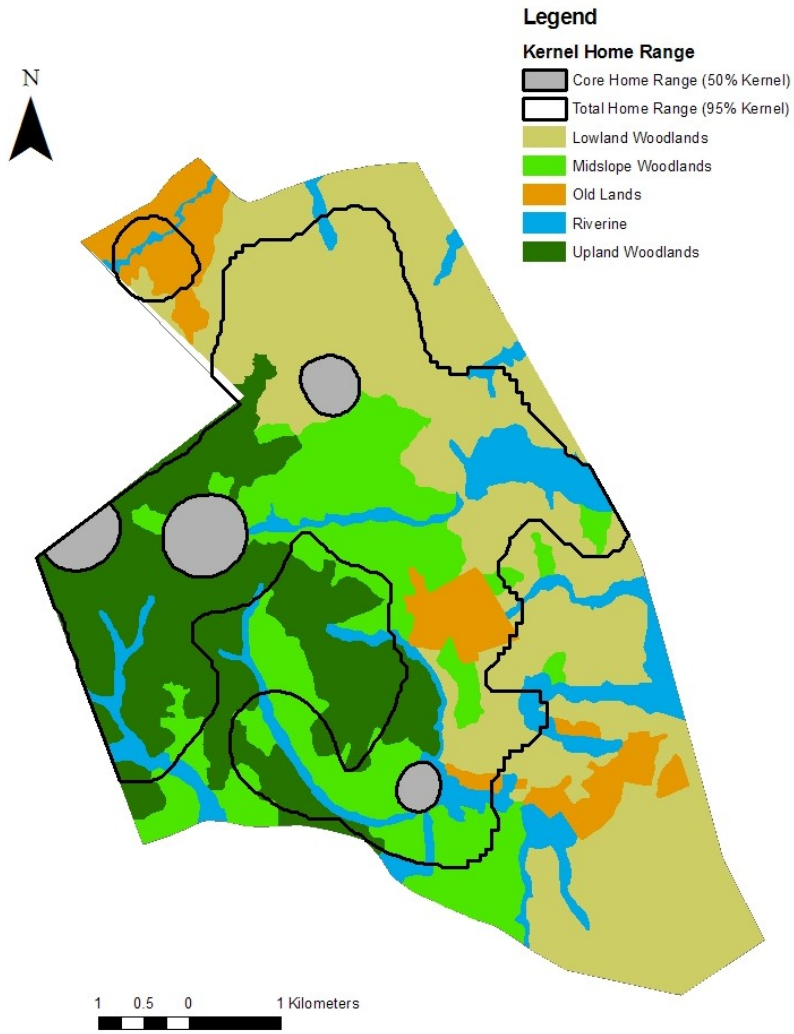 Legend
Kernel Home Range
Core Home Range (50% Kernel)
Total Home Range (95% Kernel)
Lowland Woodlands
Midslope Woodlands
Old Lands
Riverine
Upland Woodlands
N
1 0.5 0 1 Kilometers